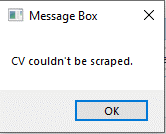 Message Box
CV couldn't be scraped.
OK